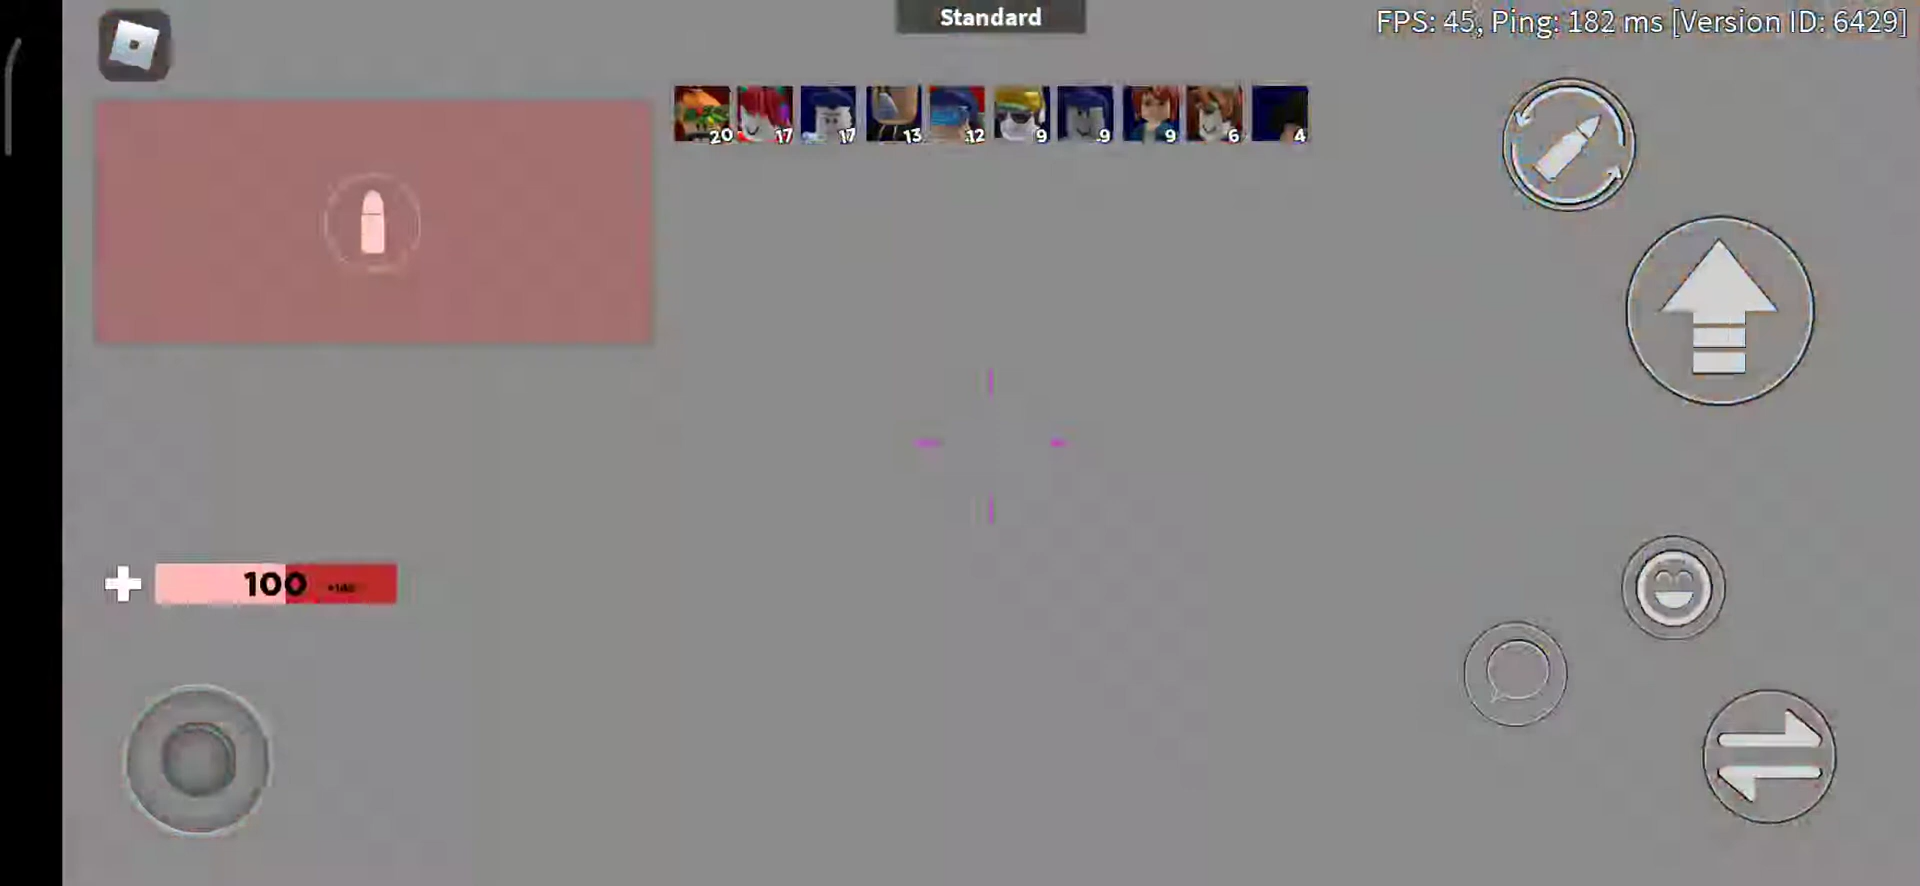 Standard
FPS: 45, Ping: 182 ms [Version ID: 6429]
20 17 17 13 12 9 9 9 6 4
100